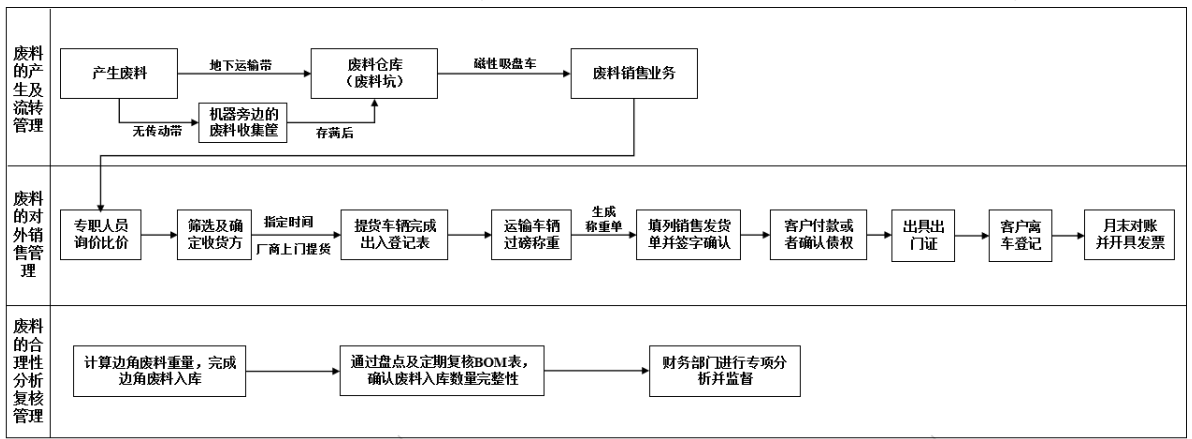 废料
的产
生及
流转
管理
产生废料
地下运输带
废料仓库
（废料坑）
磁性吸盘车
废料销售业务
无传动带
机器旁边的
废料收集筐
存满后
废料
的对
外销
售管
理
专职人员
询价比价
筛选及确
定收货方
指定时间
厂商上门提货
提货车辆完成
出入登记表
运输车辆
过磅称重
生成
称重单
填列销售发货
单并签字确认
客户付款或
者确认债权
出具出
门证
客户离
车登记
月末对账
并开具发票
废料
的合
理性
分析
复核
管理
计算边角废料重量，完成
边角废料入库
通过盘点及定期复核BOM表，
确认废料入库数量完整性
财务部门进行专项分
析并监督